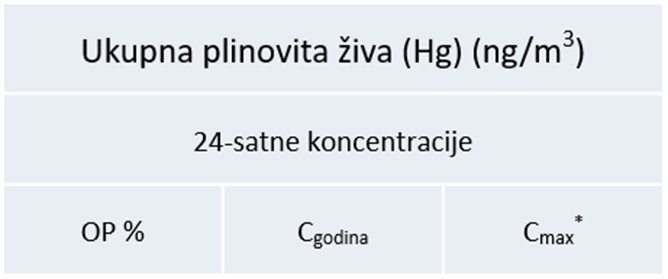 Ukupna plinovita živa (Hg) (ng/m³)
24-satne koncentracije
OP % Cgodina Cmax*